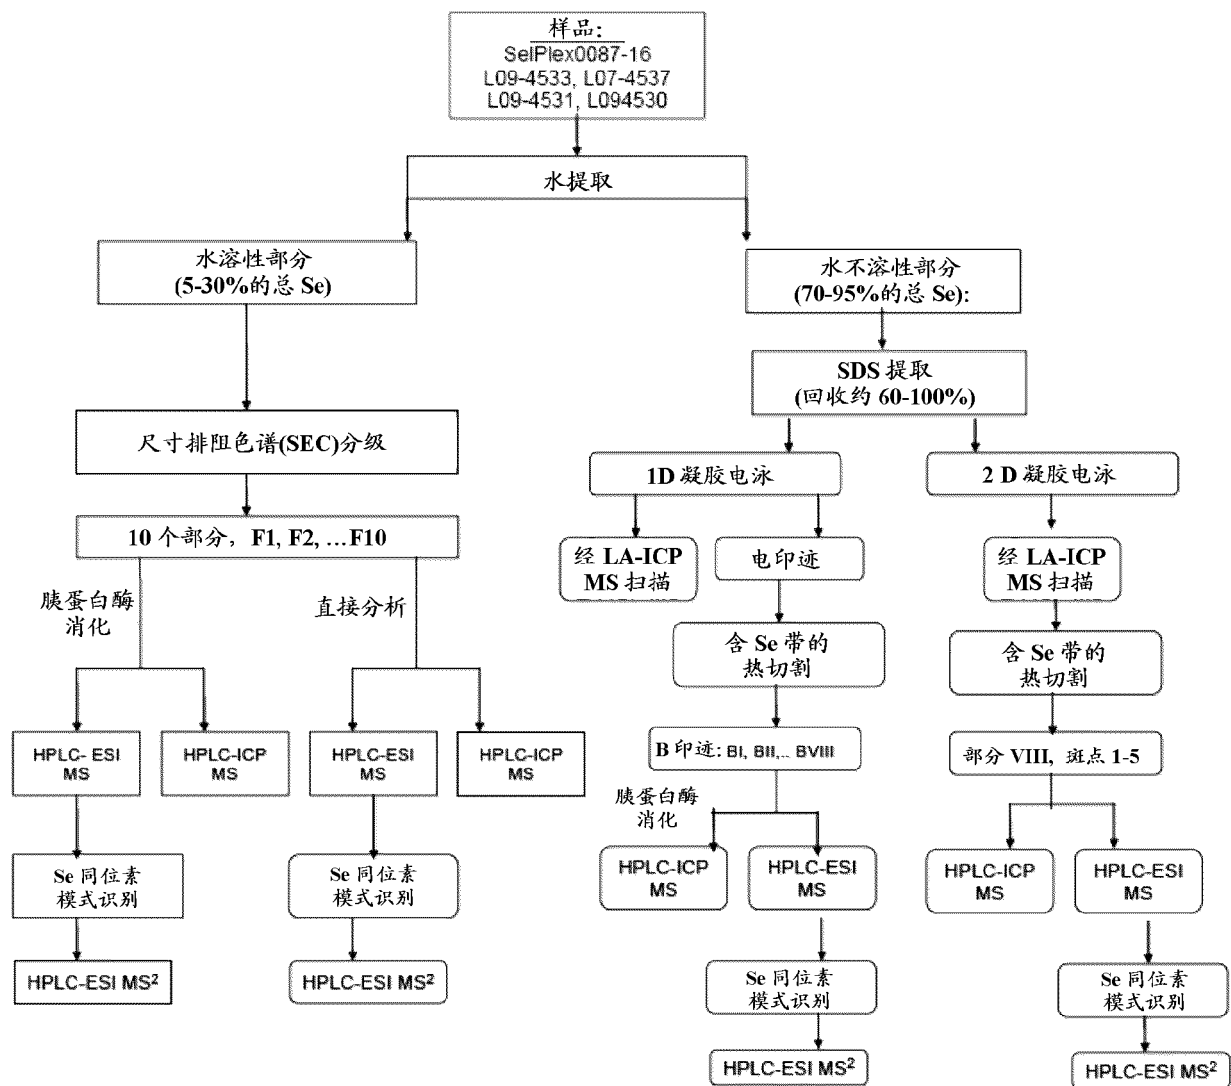 样品:
SelPlex0087-16
L09-4533, L07-4537
L09-4531, L094530
水提取
水溶性部分
(5-30%的总 Se)
水不溶性部分
(70-95%的总 Se):
SDS 提取
(回收约 60-100%)
尺寸排阻色谱(SEC)分级
10 个部分，F1, F2, …F10
胰蛋白酶
消化
直接分析
HPLC- ESI
MS
HPLC-ICP
MS
HPLC-ESI
MS
HPLC-ICP
MS
Se 同位素
模式识别
Se 同位素
模式识别
HPLC-ESI MS²
HPLC-ESI MS²
1D 凝胶电泳
2 D 凝胶电泳
经 LA-ICP
MS 扫描
电印迹
经 LA-ICP
MS 扫描
含 Se 带的
热切割
含 Se 带的
热切割
B 印迹: BI, BII,.. BVIII
部分 VIII, 斑点 1-5
胰蛋白酶
消化
HPLC-ICP
MS
HPLC-ESI
MS
HPLC-ICP
MS
HPLC-ESI
MS
Se 同位素
模式识别
Se 同位素
模式识别
HPLC-ESI MS²
HPLC-ESI MS²